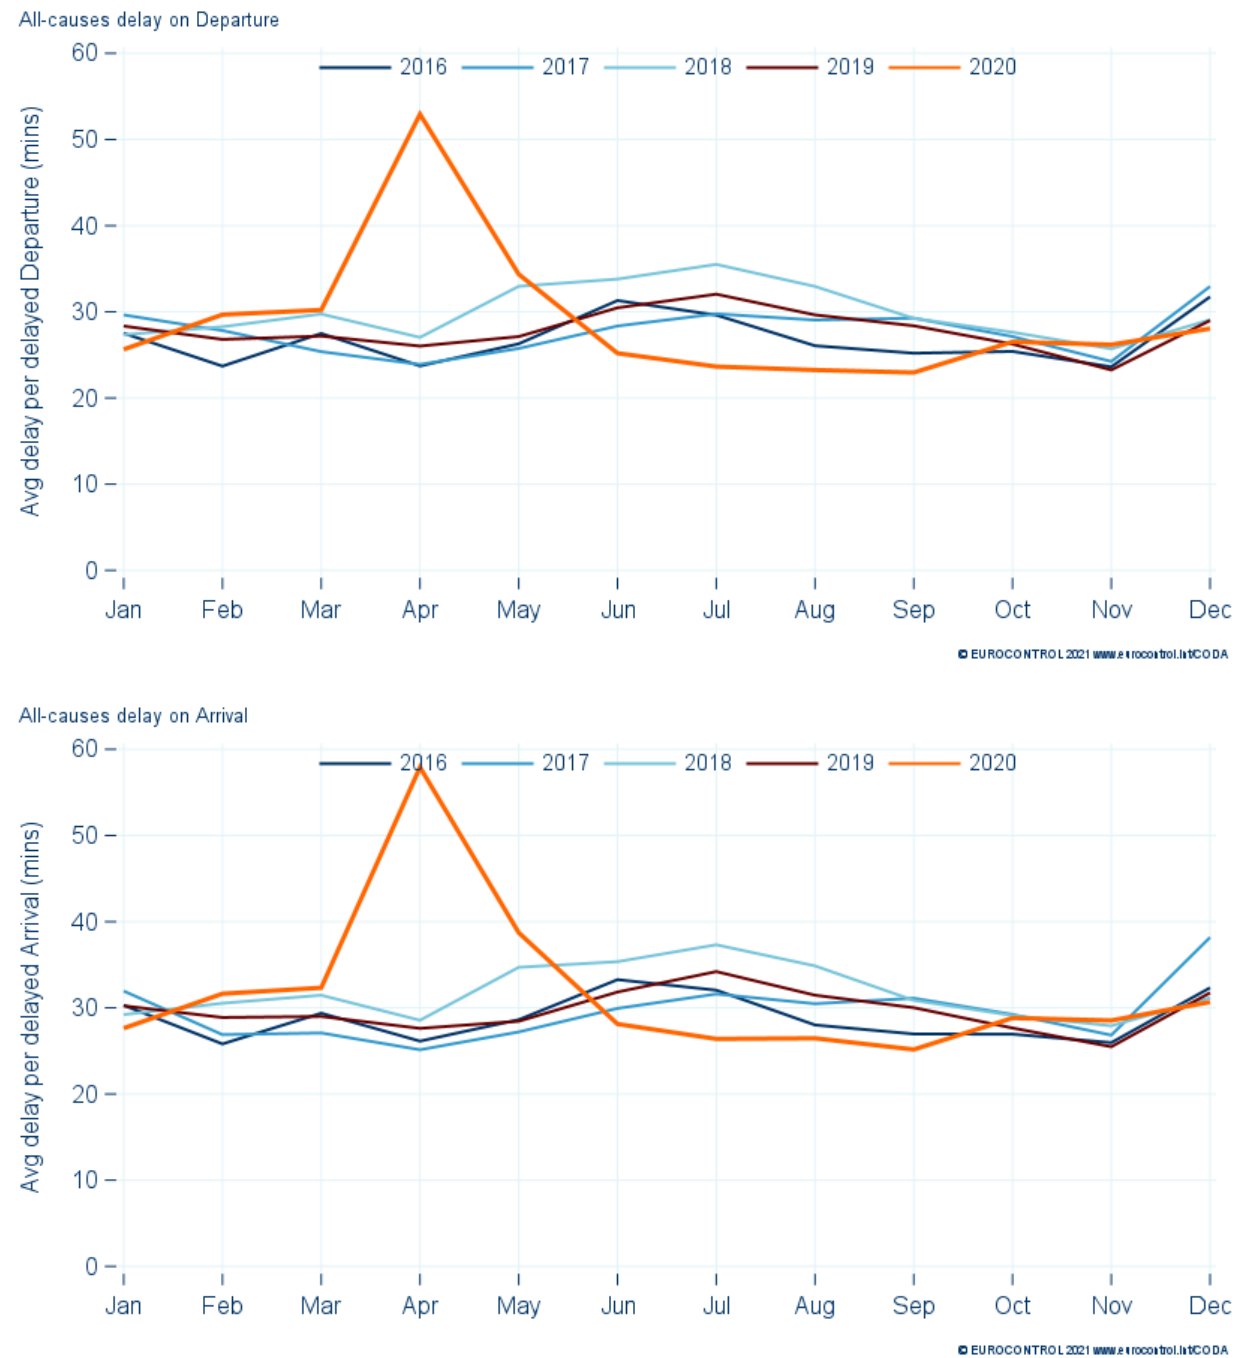 All-causes delay on Departure
60
2016 2017 2018 2019 2020
50
40
30
20
10
0
Avg delay per delayed Departure (mins)
Jan Feb Mar Apr May Jun Jul Aug Sep Oct Nov Dec
© EUROCONTROL 2021 www.eurocontrol.int/CODA
All-causes delay on Arrival
60
2016 2017 2018 2019 2020
50
40
30
20
10
0
Avg delay per delayed Arrival (mins)
Jan Feb Mar Apr May Jun Jul Aug Sep Oct Nov Dec
© EUROCONTROL 2021 www.eurocontrol.int/CODA